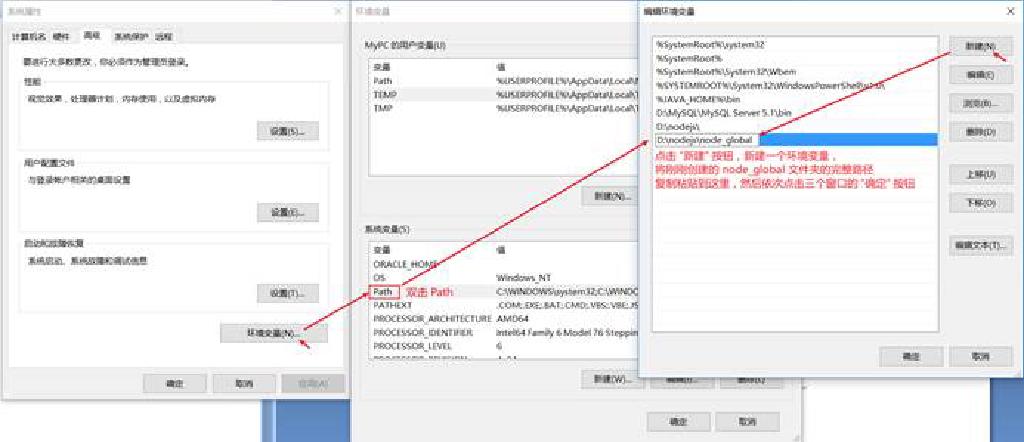 系统属性
计算机名 硬件 高级 系统保护 远程
要进行大多数更改,你必须作为管理员登录。
性能
视觉效果,处理器计划,内存使用,以及虚拟内存
设置(S)...
用户配置文件
与登录帐户相关的桌面设置
设置(E)...
启动和故障恢复
系统启动、系统故障和调试信息
设置(T)...
环境变量(N)...
确定 取消 应用(A)
环境变量
MyPC 的用户变量(U)
变量 值
Path %USERPROFILE%\AppData\Local\
TEMP %USERPROFILE%\AppData\Local\T
TMP %USERPROFILE%\AppData\Local\T
新建(N)...
系统变量(S)
变量 值
ORACLE_HOME
OS Windows_NT
Path C:\WINDOWS\system32;C:\WIND
双击 Path
PATHEXT .COM;.EXE;.BAT;.CMD;.VBS;.VBE;.JS
PROCESSOR_ARCHITECTURE AMD64
PROCESSOR_IDENTIFIER Intel64 Family 6 Model 76 Stepping
PROCESSOR_LEVEL 6
新建(W)... 编辑(I)... 删除(L)
确定 取消
编辑环境变量
%SystemRoot%\system32
%SystemRoot%
%SystemRoot%\System32\Wbem
%SYSTEMROOT%\System32\WindowsPowerShell\v1.0\
%JAVA_HOME%\bin
D:\MySQL\MySQL Server 5.1\bin
D:\nodejs\
D:\nodejs\node_global
点击 "新建" 按钮,新建一个环境变量,
将刚刚创建的 node_global 文件夹的完整路径
复制粘贴到这里,然后依次点击三个窗口的 "确定" 按钮
新建(N)
编辑(E)
浏览(B)...
删除(D)
上移(U)
下移(O)
编辑文本(T)...
确定 取消